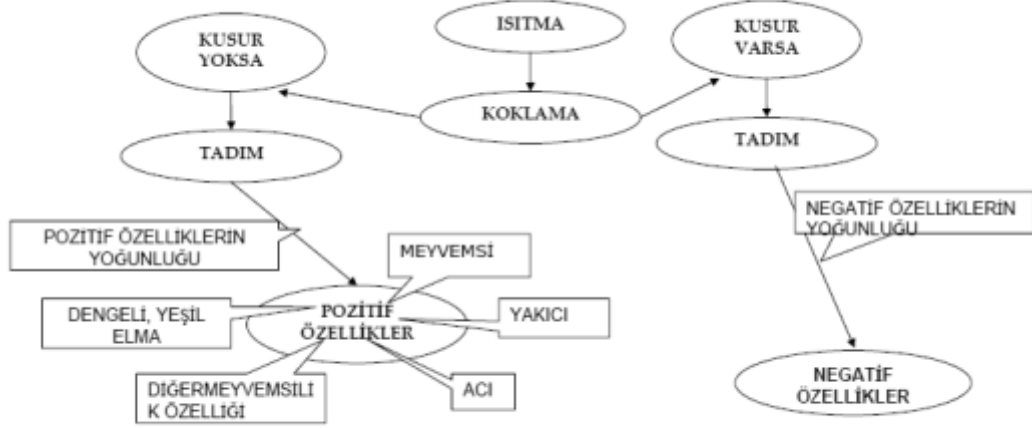 KUSUR
YOKSA
ISITMA
KUSUR
VARSA
KOKLAMA
TADIM
TADIM
POZİTİF ÖZELLİKLERİN
YOĞUNLUĞU
NEGATİF ÖZELLİKLERİN
YOĞUNLUĞU
MEYVEMSİ
DENGELİ, YEŞİL
ELMA
POZİTİF
ÖZELLİKLER
YAKICI
DİĞERMEYVEMSİLİ
K ÖZELLİĞİ
ACI
NEGATİF
ÖZELLİKLER